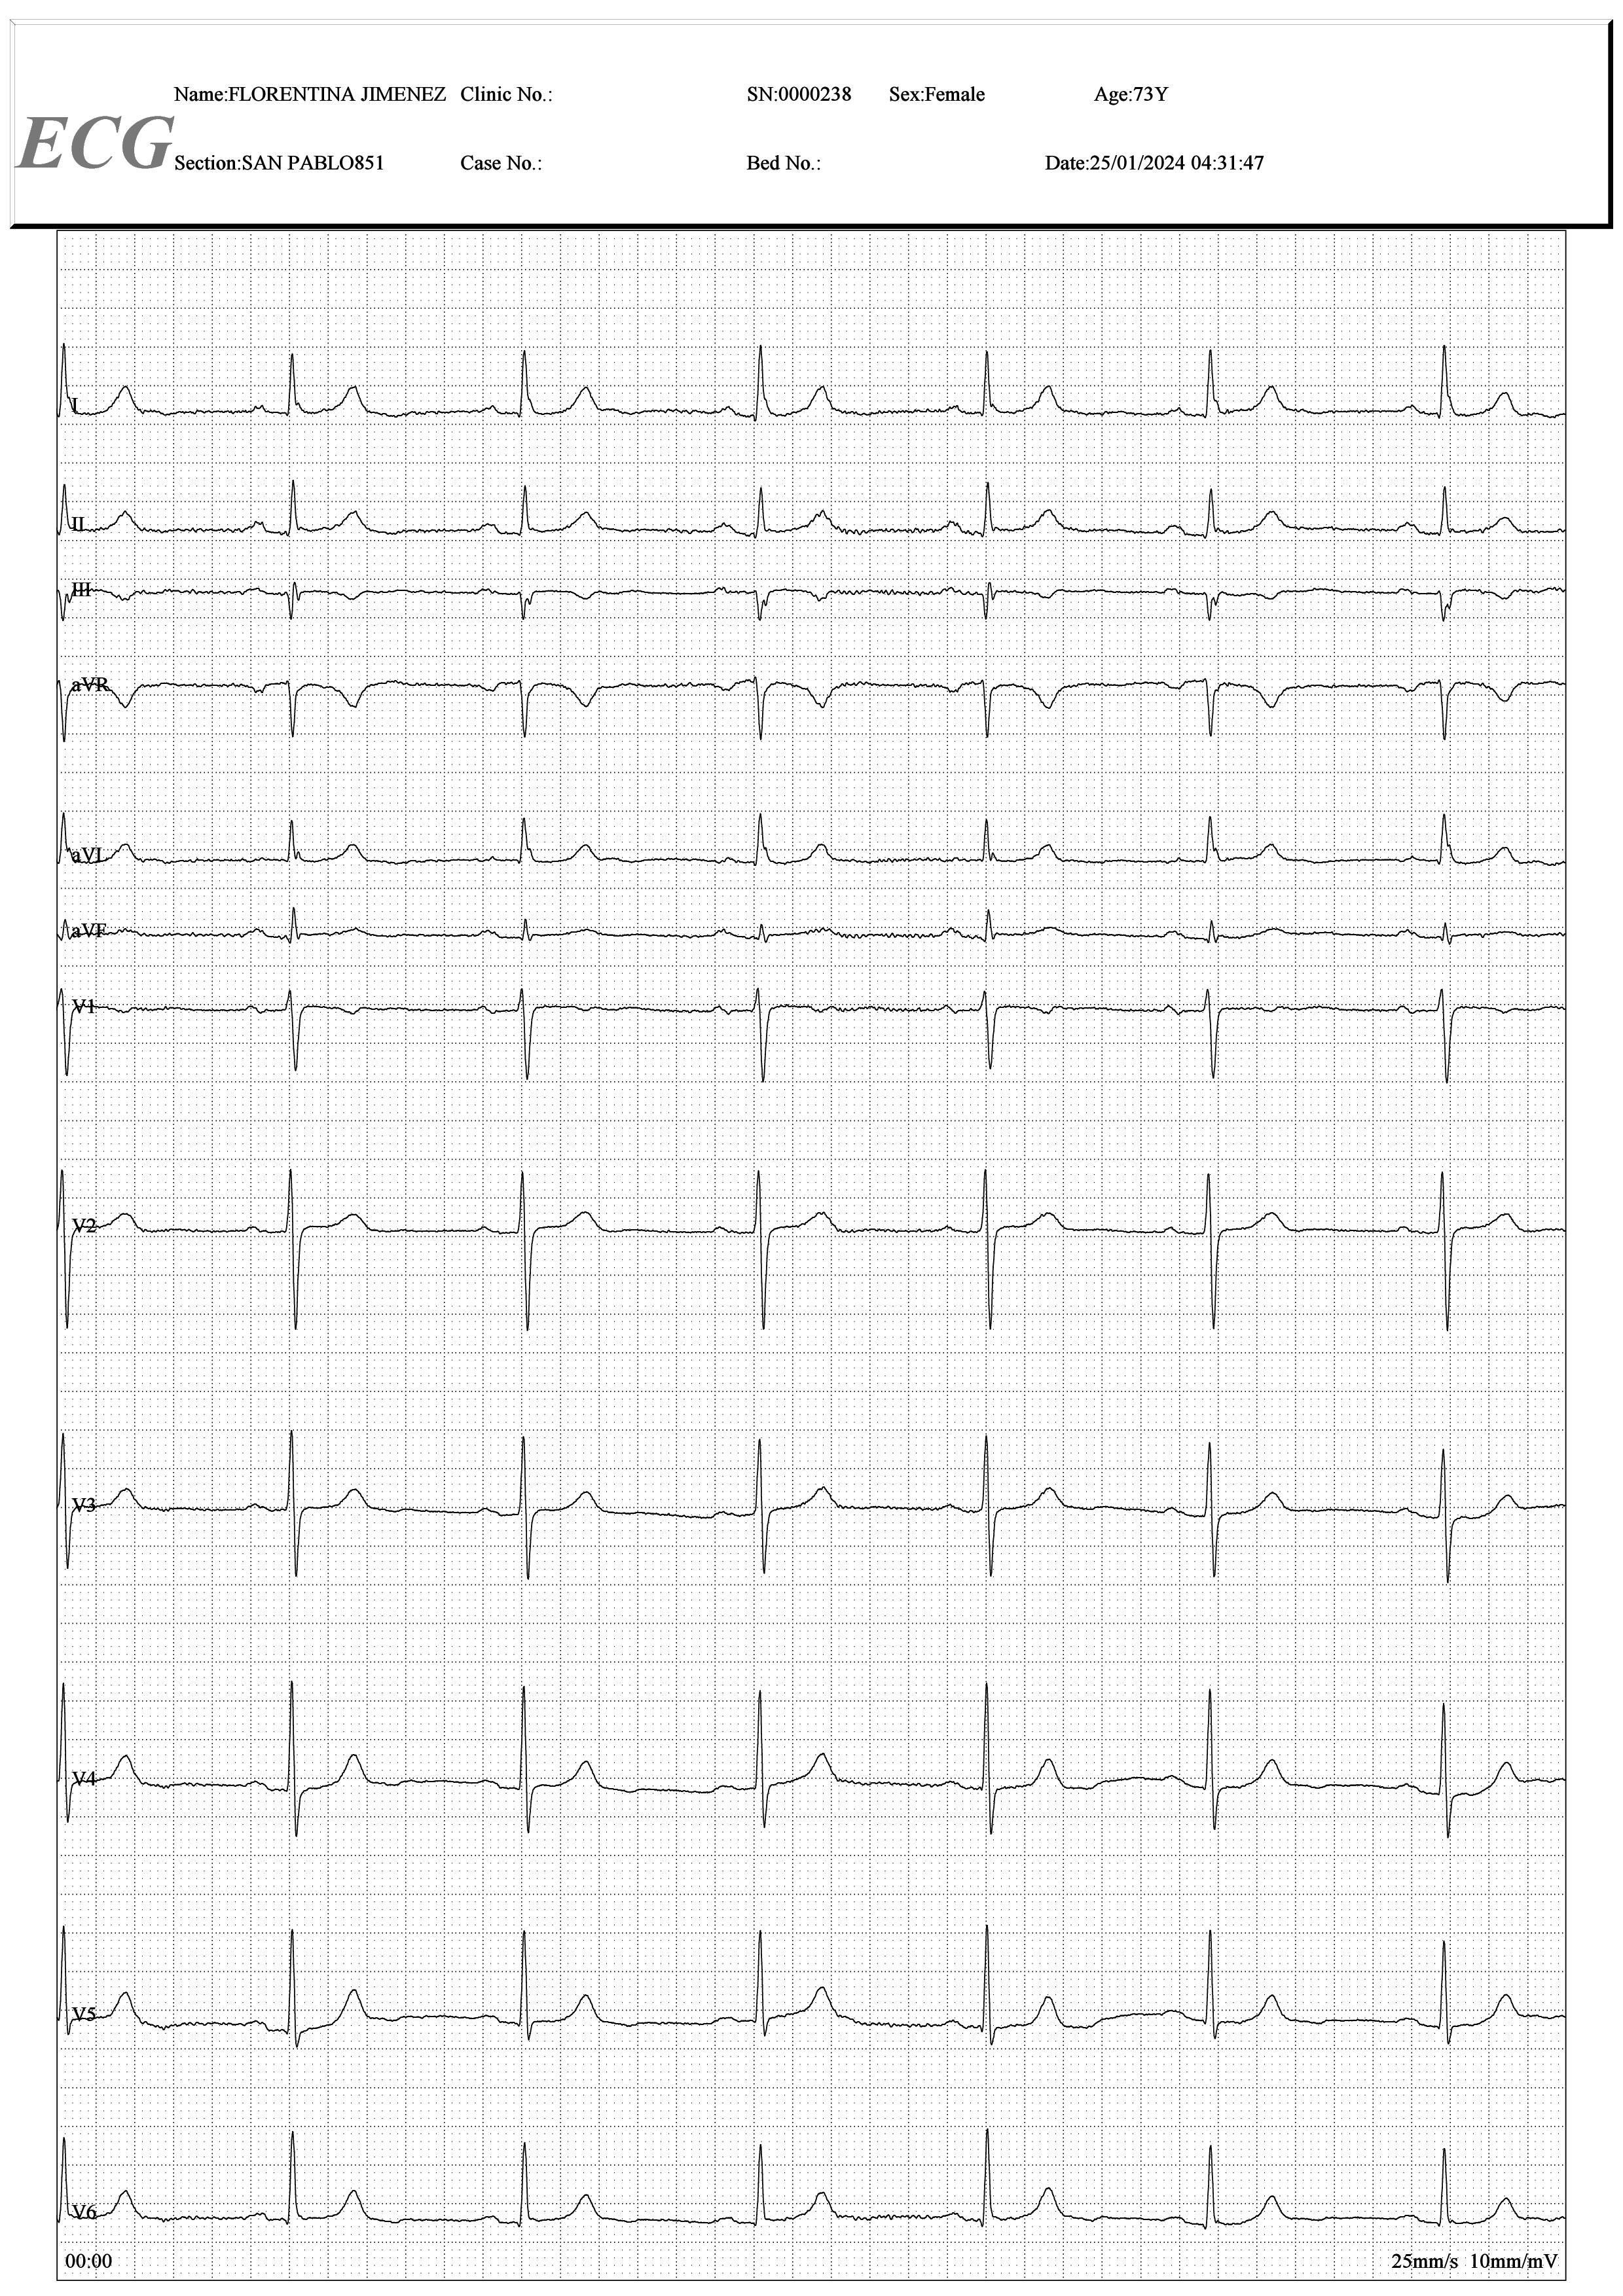 Name:FLORENTINA JIMENEZ Clinic No.: SN:0000238 Sex:Female Age:73Y
ECG
Section:SAN PABLO851 Case No.: Bed No.: Date:25/01/2024 04:31:47
I
II
III
aVR
aVL
aVF
V1
V2
V3
V4
V5
V6
00:00 25mm/s 10mm/mV